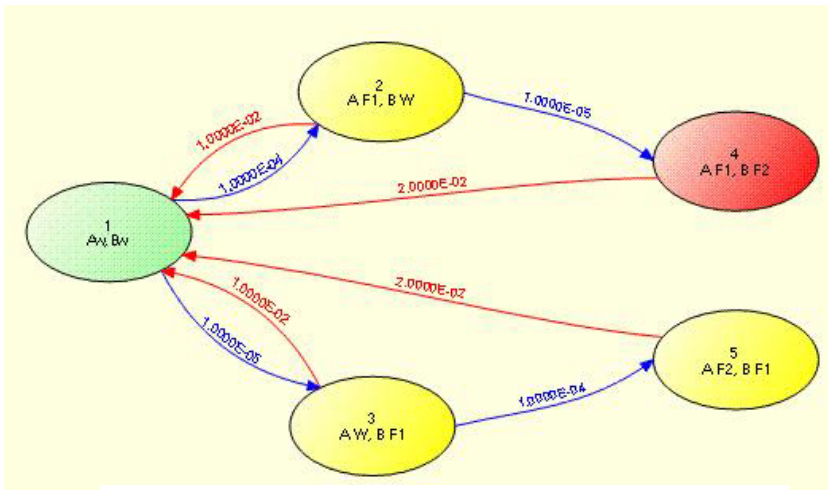 2
A F1, B W
1.0000E-02
1.0000E-04
1.0000E-05
4
A F1, B F2
2.0000E-02
1
Aw, Bw
2.0000E-02
1.0000E-02
1.0000E-05
5
A F2, B F1
3
A W, B F1
1.0000E-04